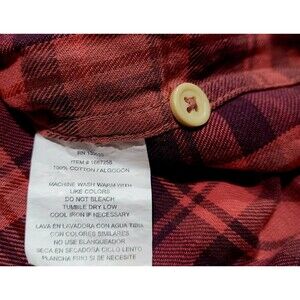 RN
ITEM #
100% COTTON / ALGODON
MACHINE WASH WARM WITH
LIKE COLORS
DO NOT BLEACH
TUMBLE DRY LOW
COOL IRON IF NECESSARY
LAVA EN LAVADORA CON AGUA TIBIA
CON COLORES SIMILARES
NO USE BLANQUEADOR
SECA EN SECADORA CICLO LENTO
PLANCHA FRIO SI SE NECESITE